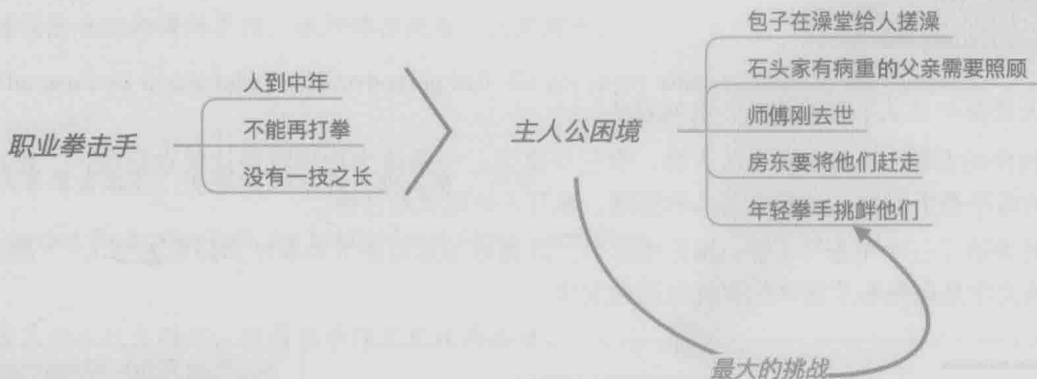 职业拳击手
人到中年
不能再打拳
没有一技之长
主人公困境
包子在澡堂给人搓澡
石头家有病重的父亲需要照顾
师傅刚去世
房东要将他们赶走
年轻拳手挑衅他们
最大的挑战